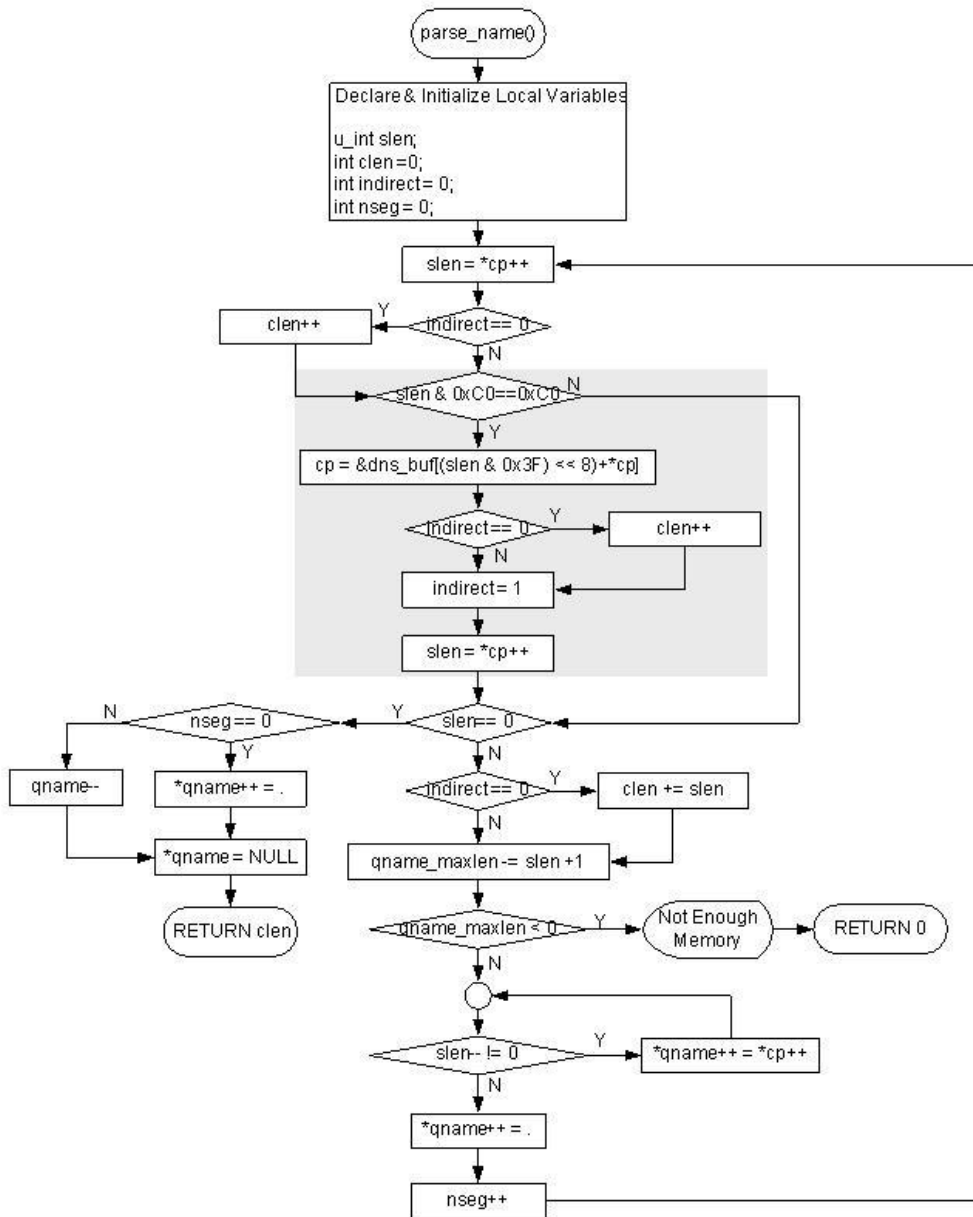 parse_name()
Declare & Initialize Local Variables
u_int slen;
int clen =0;
int indirect = 0;
int nseg = 0;
slen = *cp++
indirect == 0
Y
clen++
N
slen & 0xC0==0xC0
N
Y
cp = &dns_buf[(slen & 0x3F) << 8)+*cp]
indirect == 0
Y
clen++
N
indirect = 1
slen = *cp++
slen == 0
Y
nseg == 0
N
Y
qname--
*qname++ = .
*qname = NULL
RETURN clen
N
indirect == 0
Y
clen += slen
N
qname_maxlen -= slen +1
qname_maxlen < 0
Y
Not Enough
Memory
RETURN 0
N
slen-- != 0
Y
*qname++ = *cp++
N
*qname++ = .
nseg++